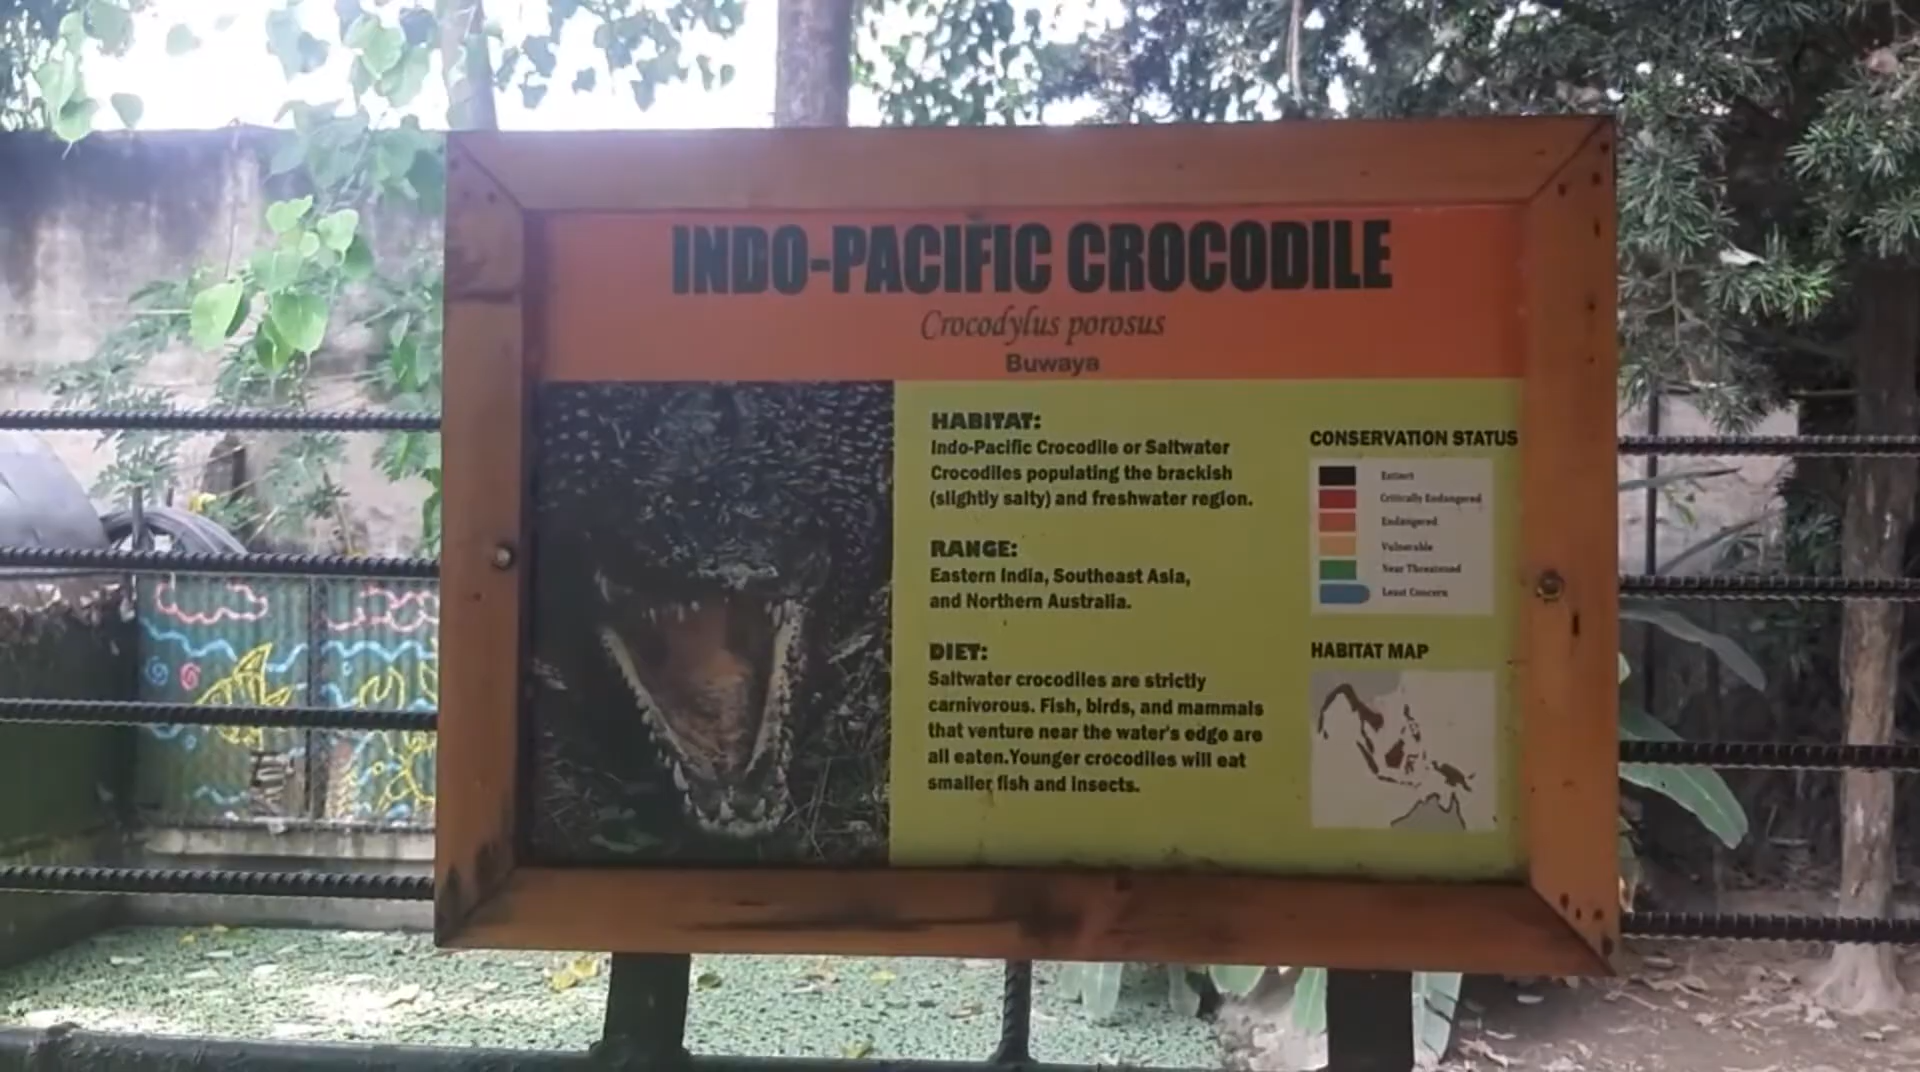 INDO-PACIFIC CROCODILE
Crocodylus porosus
Buwaya
HABITAT:
Indo-Pacific Crocodile or Saltwater
Crocodiles populating the brackish
(slightly salty) and freshwater region.
RANGE:
Eastern India, Southeast Asia,
and Northern Australia.
DIET:
Saltwater crocodiles are strictly
carnivorous. Fish, birds, and mammals
that venture near the water's edge are
all eaten.Younger crocodiles will eat
smaller fish and insects.
CONSERVATION STATUS
Extinct
Critically Endangered
Endangered
Vulnerable
Near Threatened
Least Concern
HABITAT MAP